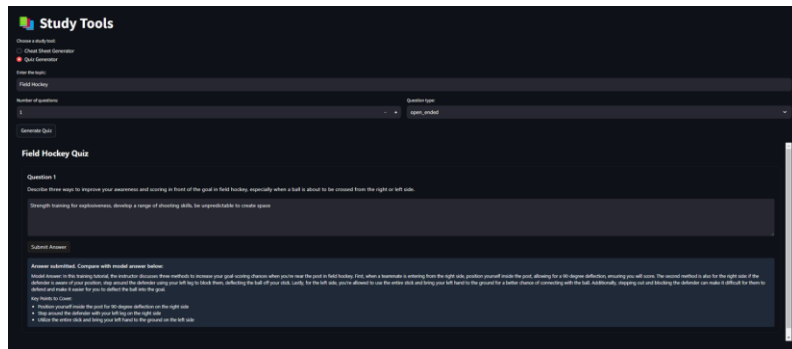 Study Tools
Choose a study tool:
Cheat Sheet Generator
Quiz Generator
Enter the topic:
Field Hockey
Number of questions:
Question type:
1
open_ended
Generate Quiz
Field Hockey Quiz
Question 1
Describe three ways to improve your awareness and scoring in front of the goal in field hockey, especially when a ball is about to be crossed from the right or left side.
Strength training for explosiveness, develop a range of shooting skills, be unpredictable to create space
Submit Answer
Answer submitted. Compare with model answer below:
Model Answer: In this training tutorial, the instructor discusses three methods to increase your goal-scoring chances when you're near the post in field hockey. First, when a teammate is entering from the right side, position yourself inside the post, allowing for a 90-degree deflection, ensuring you will score. The second method is also for the right side if the
defender is aware of your position, step around the defender using your left leg to block them, deflecting the ball off your stick. Lastly, for the left side, you're allowed to use the entire stick and bring your left hand to the ground for a better chance of connecting with the ball. Additionally, stepping out and blocking the defender can make it difficult for them to
defend and make it easier for you to deflect the ball into the goal.
Key Points to Cover:
Position yourself inside the post for 90-degree deflection on the right side
Step around the defender with your left leg on the right side
Utilize the entire stick and bring your left hand to the ground on the left side